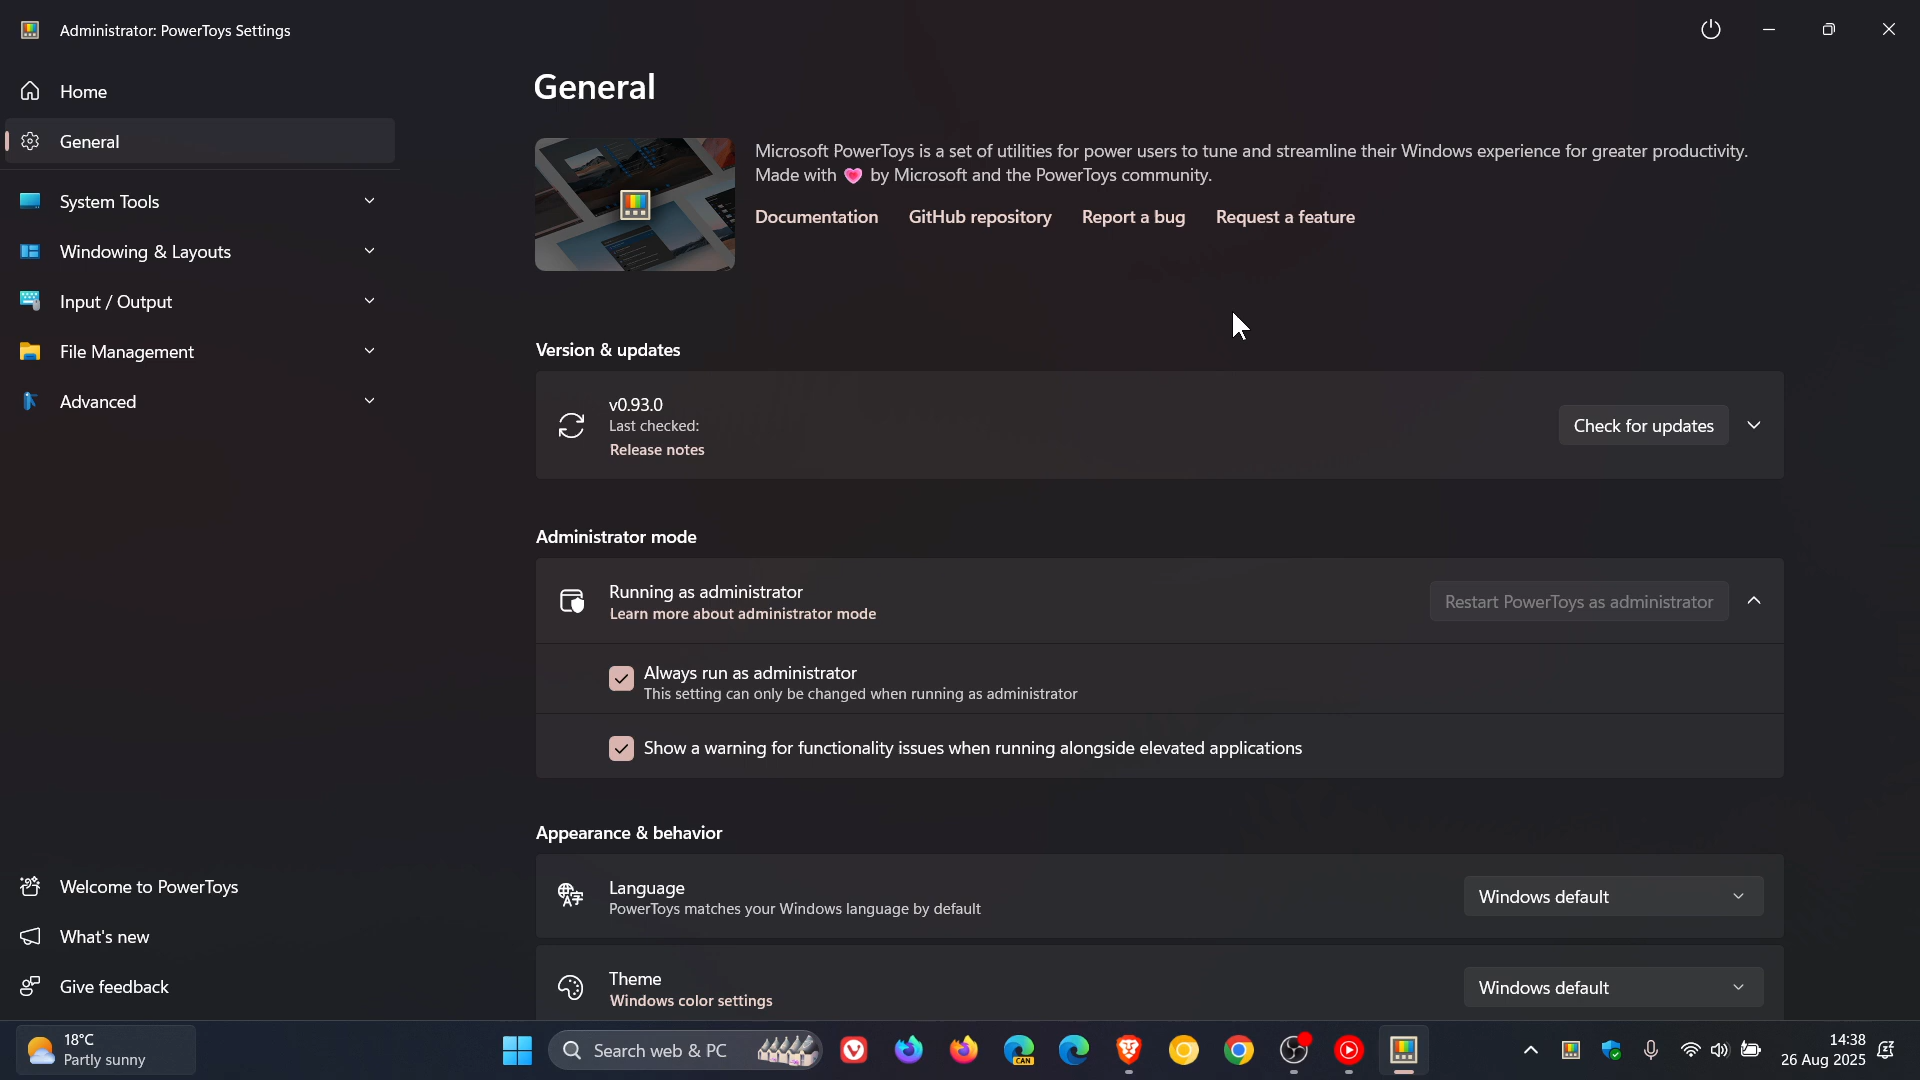 Administrator: PowerToys Settings
Home
General
System Tools
Windowing & Layouts
Input / Output
File Management
Advanced
Welcome to PowerToys
What's new
Give feedback
General
Microsoft PowerToys is a set of utilities for power users to tune and streamline their Windows experience for greater productivity.
Made with 💗 by Microsoft and the PowerToys community.
Documentation GitHub repository Report a bug Request a feature
Version & updates
v0.93.0
Last checked:
Release notes
Check for updates
Administrator mode
Running as administrator
Learn more about administrator mode
Restart PowerToys as administrator
Always run as administrator
This setting can only be changed when running as administrator
Show a warning for functionality issues when running alongside elevated applications
Appearance & behavior
Language
PowerToys matches your Windows language by default
Windows default
Theme
Windows color settings
Windows default
18°C
Partly sunny
Search web & PC
CAN
14:38
26 Aug 2025